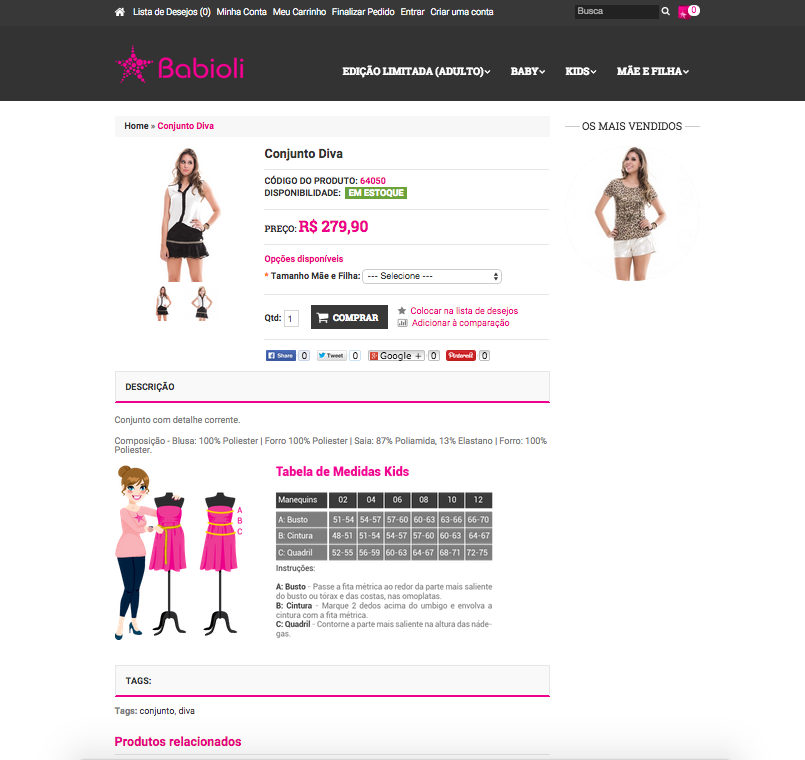 Lista de Desejos (0) Minha Conta Meu Carrinho Finalizar Pedido Entrar Criar uma conta
Busca
0
Babioli
EDIÇÃO LIMITADA (ADULTO) BABY KIDS MÃE E FILHA
Home » Conjunto Diva
OS MAIS VENDIDOS
Conjunto Diva
CÓDIGO DO PRODUTO: 64050
DISPONIBILIDADE: EM ESTOQUE
PREÇO: R$ 279,90
Opções disponíveis
* Tamanho Mãe e Filha: --- Selecione ---
Qtd: 1 COMPRAR
Colocar na lista de desejos
Adicionar à comparação
Share 0 Tweet 0 Google + 0 Pinterest 0
DESCRIÇÃO
Conjunto com detalhe corrente.
Composição - Blusa: 100% Poliester | Forro 100% Poliester | Saia: 87% Poliamida, 13% Elastano | Forro: 100%
Poliester.
Tabela de Medidas Kids
Manequins 02 04 06 08 10 12
A: Busto 51-54 54-57 57-60 60-63 63-66 66-70
B: Cintura 48-51 51-54 54-57 57-60 60-63 64-67
C: Quadril 52-55 56-59 60-63 64-67 68-71 72-75
A
B
C
Instruções:
A: Busto - Passe a fita métrica ao redor da parte mais saliente
do busto ou tórax e das costas, nas omoplatas.
B: Cintura - Marque 2 dedos acima do umbigo e envolva a
cintura com a fita métrica.
C: Quadril - Contorne a parte mais saliente na altura das náde-
gas.
TAGS:
Tags: conjunto, diva
Produtos relacionados